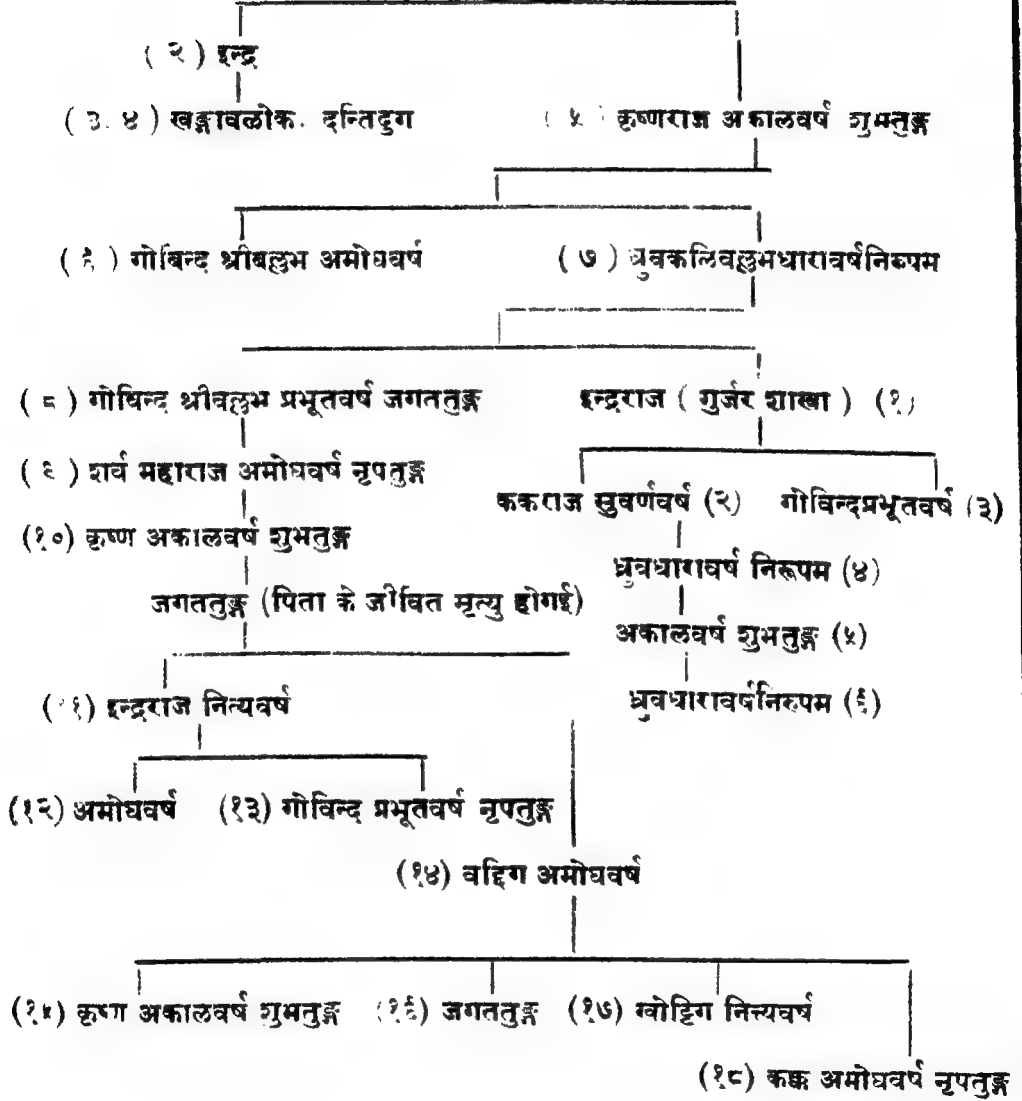 ( २ ) इन्द्र
( ३. ४ ) खङ्गावलोक. दन्तिदुग ( ५ ) कृष्णराज अकालवर्ष शुभतुङ्ग
( ६ ) गोविन्द श्रीवल्लभ अमोघवर्ष ( ७ ) ध्रुवकलिवल्लभधारावर्षनिरूपम
( ८ ) गोविन्द श्रीवल्लभ प्रभूतवर्ष जगततुङ्ग इन्द्रराज ( गुर्जर शाखा ) (१)
( ९ ) शर्व महाराज अमोघवर्ष नृपतुङ्ग
ककराज सुवर्णवर्ष (२) गोविन्दप्रभूतवर्ष (३)
(१०) कृष्ण अकालवर्ष शुभतुङ्ग
ध्रुवधारावर्ष निरूपम (४)
जगततुङ्ग (पिता के जीवित मृत्यु होगई)
अकालवर्ष शुभतुङ्ग (५)
(११) इन्द्रराज नित्यवर्ष ध्रुवधारावर्षनिरुपम (६)
(१२) अमोघवर्ष (१३) गोविन्द प्रभूतवर्ष नृपतुङ्ग
(१४) वद्दिग अमोघवर्ष
(१५) कृष्ण अकालवर्ष शुभतुङ्ग (१६) जगततुङ्ग (१७) खोट्टिग नित्यवर्ष
(१८) कक्क अमोघवर्ष नृपतुङ्ग